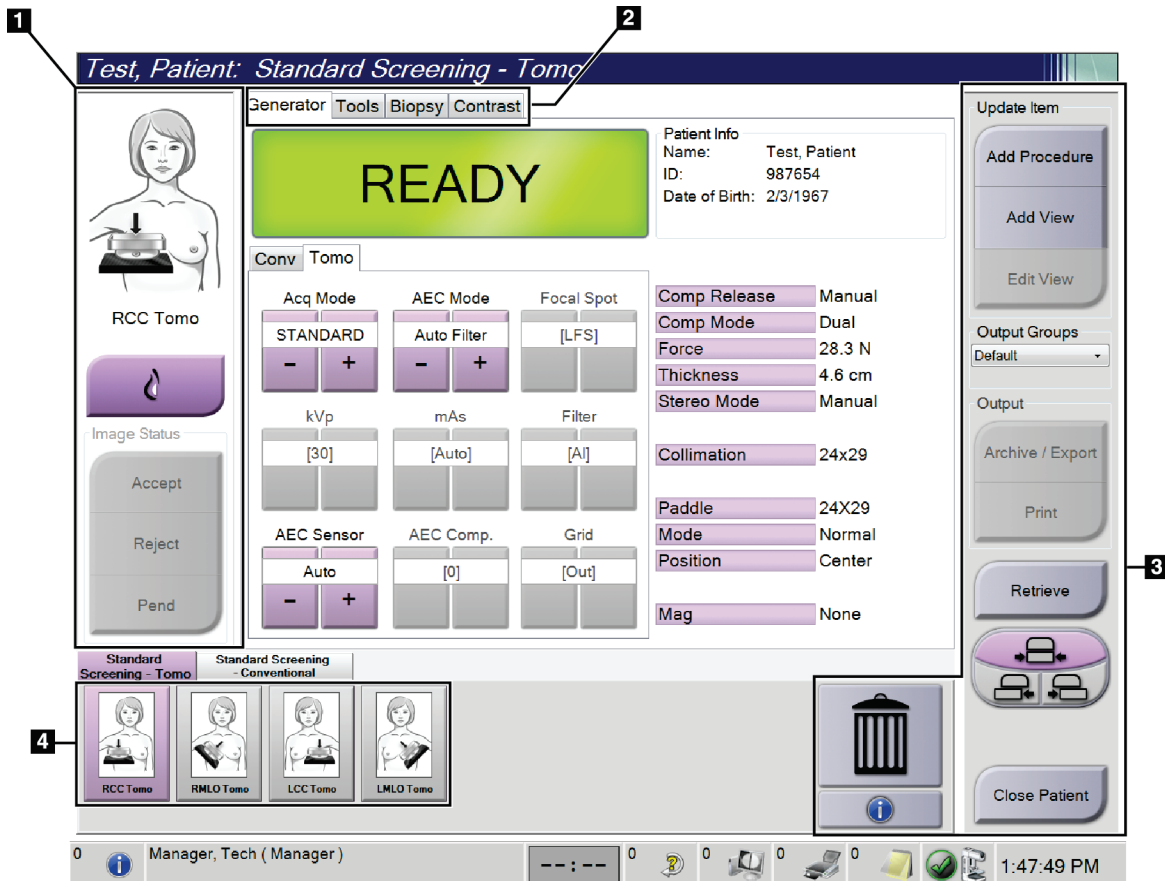 1
2
Test, Patient: Standard Screening - Tomo
Generator Tools Biopsy Contrast
READY
Patient Info
Name: Test, Patient
ID: 987654
Date of Birth: 2/3/1967
RCC Tomo
Image Status
Accept
Reject
Pend
Conv Tomo
Acq Mode AEC Mode Focal Spot
STANDARD Auto Filter [LFS]
- + - +
kVp mAs Filter
[30] [Auto] [Al]
AEC Sensor AEC Comp. Grid
Auto [0] [Out]
- +
Comp Release Manual
Comp Mode Dual
Force 28.3 N
Thickness 4.6 cm
Stereo Mode Manual
Collimation 24x29
Paddle 24X29
Mode Normal
Position Center
Mag None
Update Item
Add Procedure
Add View
Edit View
Output Groups
Default
Output
Archive / Export
Print
Retrieve
3
Close Patient
Standard
Screening - Tomo
Standard Screening
- Conventional
4
RCC Tomo RMLO Tomo LCC Tomo LMLO Tomo
i
0 i Manager, Tech ( Manager ) --:-- 0 ? 0 0 0 1:47:49 PM